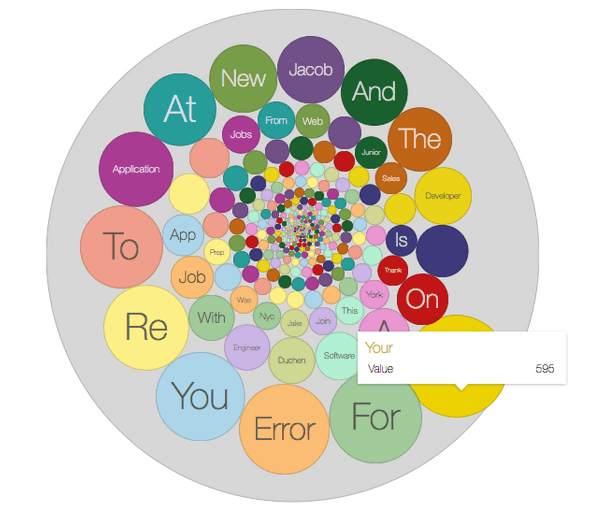 Jacob
New
And
At
From
Web
Jobs
The
Junior
Application
Sales
Developer
To
App
Is
Prop
Thank
Job
York
On
Was
With
Nyc
This
Re
Jake
Join
A
Engineer
Duchen
Software
Your
Value 595
You
Error
For